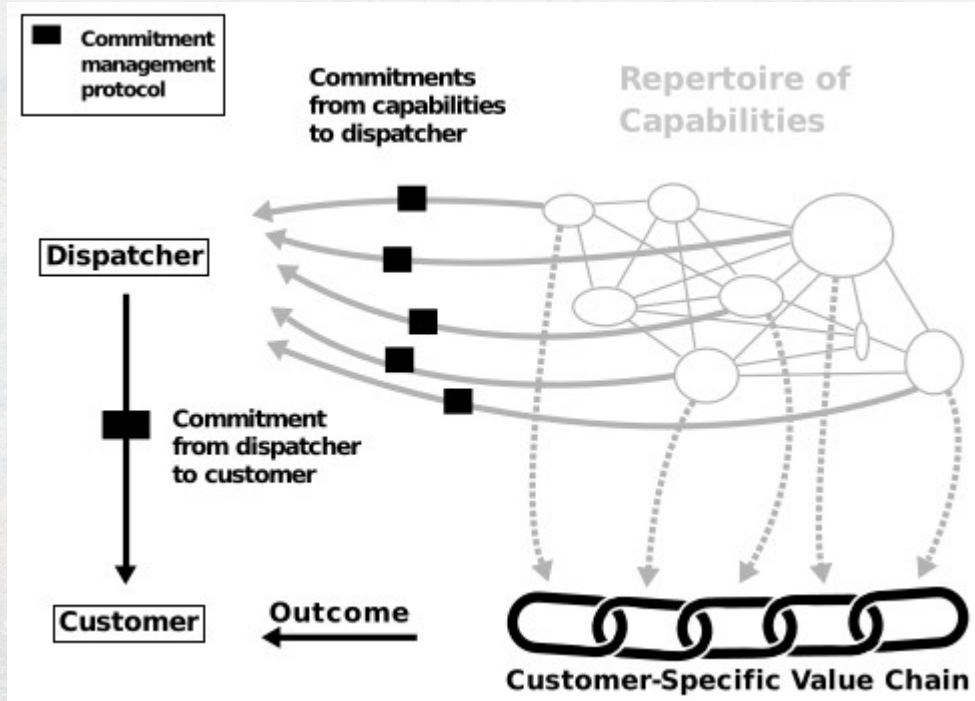 Commitment
management
protocol
Commitments
from capabilities
to dispatcher
Repertoire of
Capabilities
Dispatcher
Commitment
from dispatcher
to customer
Customer
Outcome
Customer-Specific Value Chain